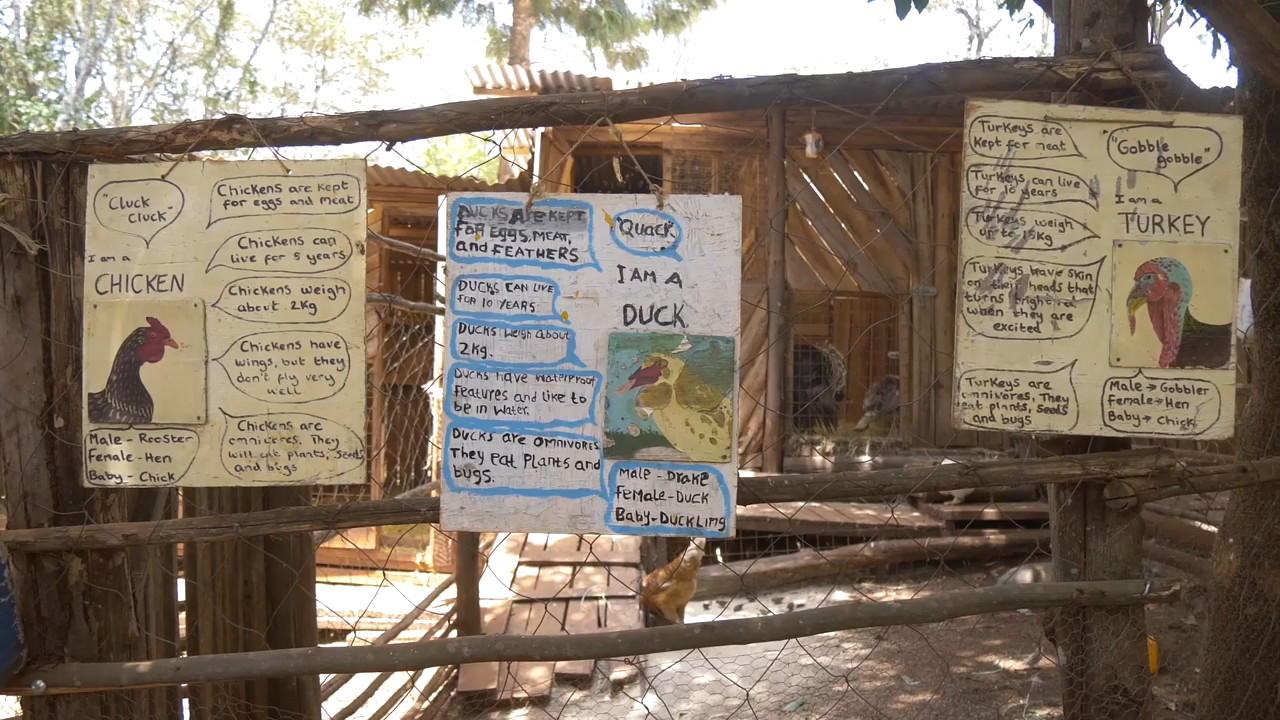 "Cluck
Cluck"
I am a
CHICKEN
Male - Rooster
Female - Hen
Baby - Chick
Chickens are kept
for eggs and meat
Chickens can
live for 5 years
Chickens weigh
about 2Kg
Chickens have
wings, but they
don't fly very
well
Chickens are
omnivores. They
will eat plants, seeds
and bugs
DUCKS ARE KEPT
FOR EGGS, MEAT,
and FEATHERS
DUCKS CAN LIVE
FOR 10 YEARS
DUCKS weigh about
2Kg.
DUCKS have waterproof
features and like to
be in water.
DUCKS are OMNIVORES
They eat Plants and
bugs.
"Quack"
I AM A
DUCK
Male - Drake
FeMale - Duck
Baby - Duckling
Turkeys are
kept for meat
Turkeys can live
for 10 years
Turkeys weigh
up to 15Kg
Turkeys have skin
on their heads that
turns bright red
when they are
excited
Turkeys are
omnivores, They
eat plants, seeds
and bugs
"Gobble
gobble"
I am a
TURKEY
Male → Gobbler
Female → Hen
Baby → Chick